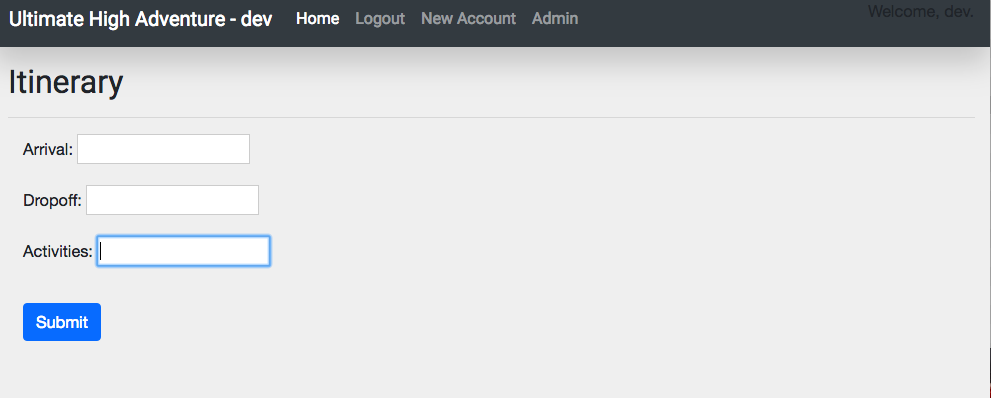 Ultimate High Adventure - dev Home Logout New Account Admin Welcome, dev.
Itinerary
Arrival:
Dropoff:
Activities:
Submit